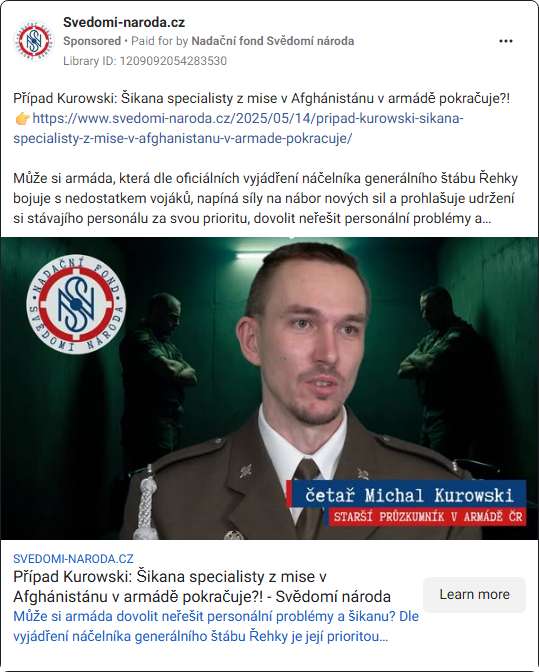 Svedomi-naroda.cz
Sponsored • Paid for by Nadační fond Svědomí národa
Library ID: 1209092054283530
Případ Kurowski: Šikana specialisty z mise v Afghánistánu v armádě pokračuje?!
👉https://www.svedomi-naroda.cz/2025/05/14/pripad-kurowski-sikana-
specialisty-z-mise-v-afghanistanu-v-armade-pokracuje/
Může si armáda, která dle oficiálních vyjádření náčelníka generálního štábu Řehky
bojuje s nedostatkem vojáků, napíná síly na nábor nových sil a prohlašuje udržení
si stávajícího personálu za svou prioritu, dovolit neřešit personální problémy a...
NADAČNÍ FOND
SVĚDOMÍ NÁRODA
četař Michal Kurowski
STARŠÍ PRŮZKUMNÍK V ARMÁDĚ ČR
SVEDOMI-NARODA.CZ
Případ Kurowski: Šikana specialisty z mise v
Afghánistánu v armádě pokračuje?! - Svědomí národa
Může si armáda dovolit neřešit personální problémy a šikanu? Dle
vyjádření náčelníka generálního štábu Řehky je její prioritou...
Learn more